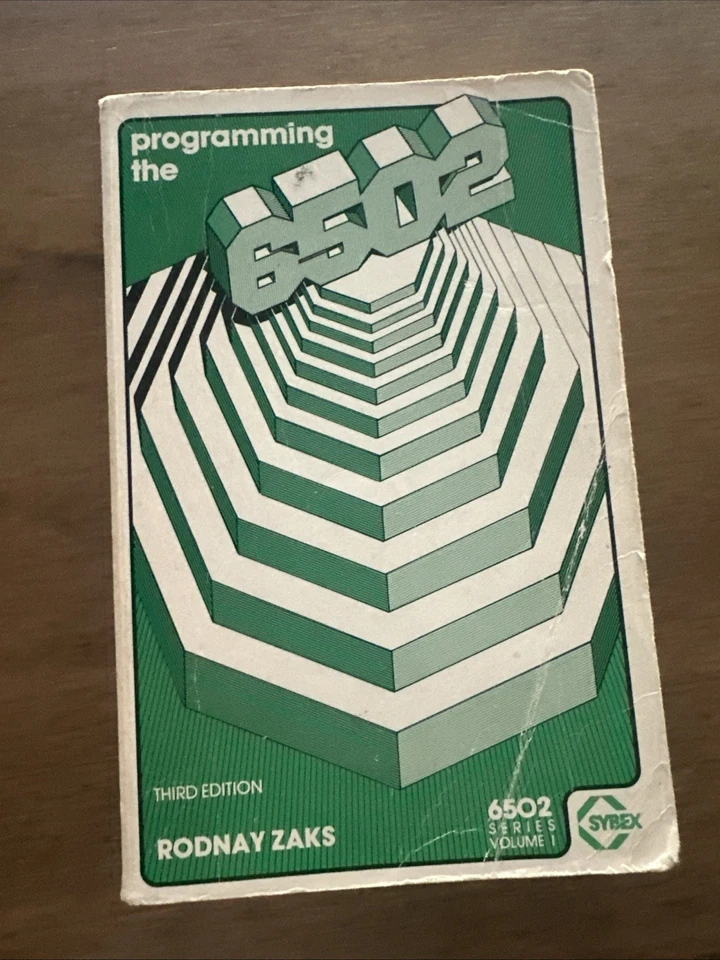 programming
the
6502
THIRD EDITION
RODNAY ZAKS
6502
SERIES
VOLUME I
SYBEX